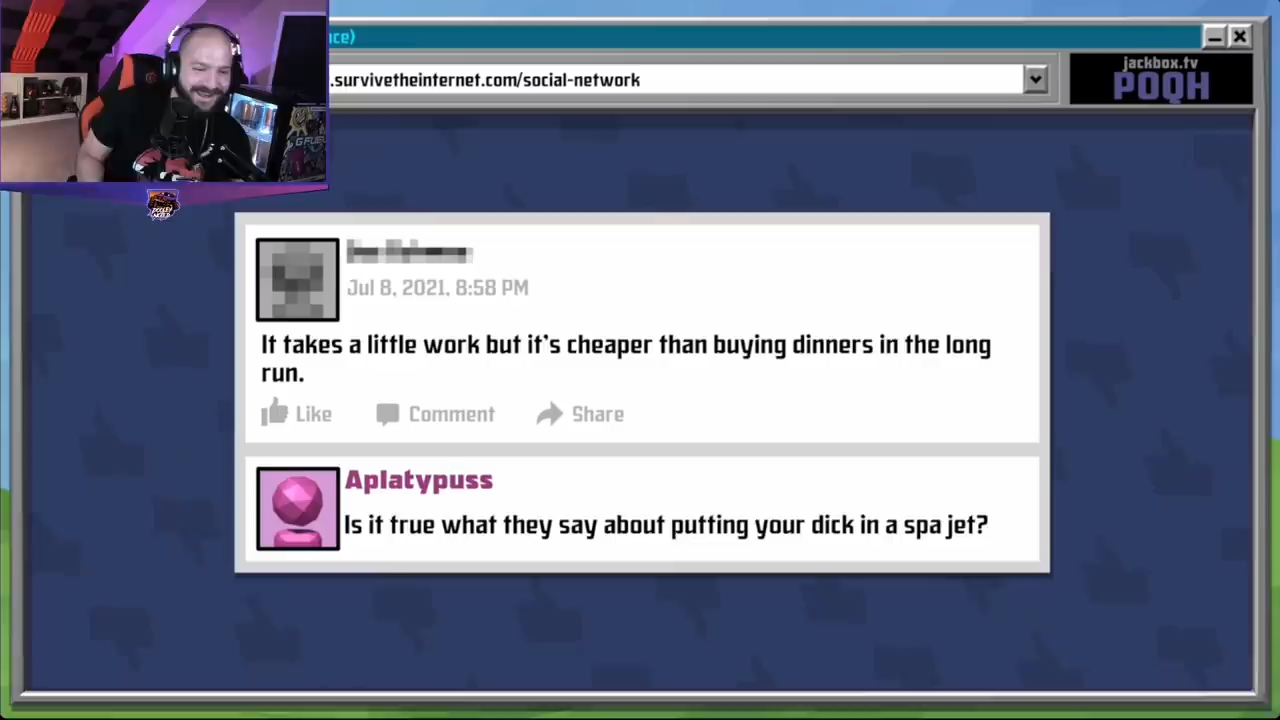 nce)
.survivetheinternet.com/social-network
jackbox.tv
POQH
Jul 8, 2021, 8:58 PM
It takes a little work but it's cheaper than buying dinners in the long
run.
Like
Comment
Share
Aplatypuss
Is it true what they say about putting your dick in a spa jet?
G FUEL